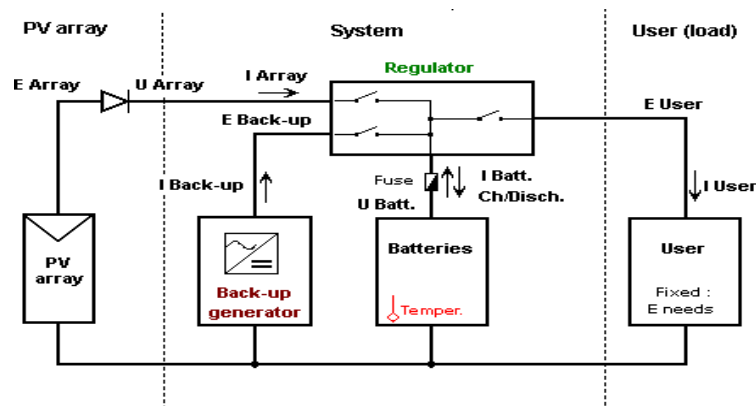 PV array
System
User (load)
Regulator
I Array
E Array
U Array
E User
E Back-up
I Back-up
Fuse
I Batt.
Ch/Disch.
I User
U Batt.
PV
array
Back-up
generator
Batteries
Temper.
User
Fixed :
E needs